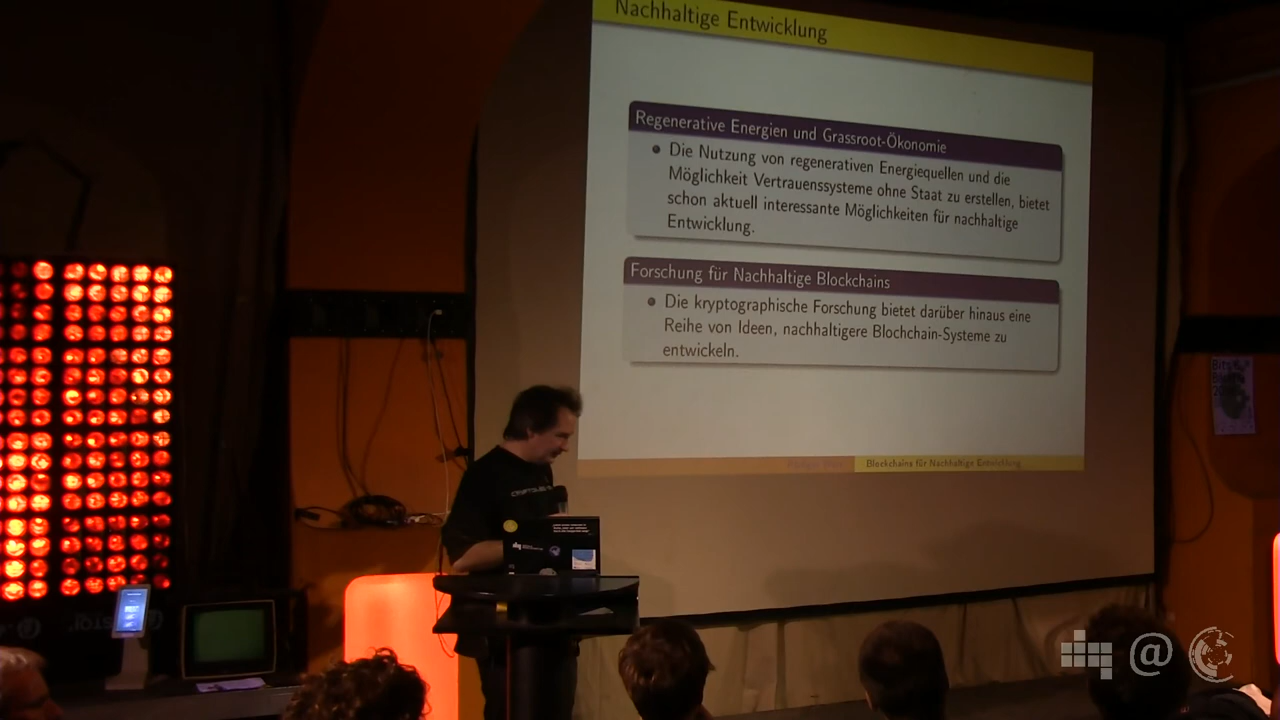 Nachhaltige Entwicklung
Regenerative Energien und Grassroot-Ökonomie
Die Nutzung von regenerativen Energiequellen und die
Möglichkeit Vertrauenssysteme ohne Staat zu erstellen, bietet
schon aktuell interessante Möglichkeiten für nachhaltige
Entwicklung.
Forschung für Nachhaltige Blockchains
Die kryptographische Forschung bietet darüber hinaus eine
Reihe von Ideen, nachhaltigere Blochchain-Systeme zu
entwickeln.
Blockchains für Nachhaltige Entwicklung
@